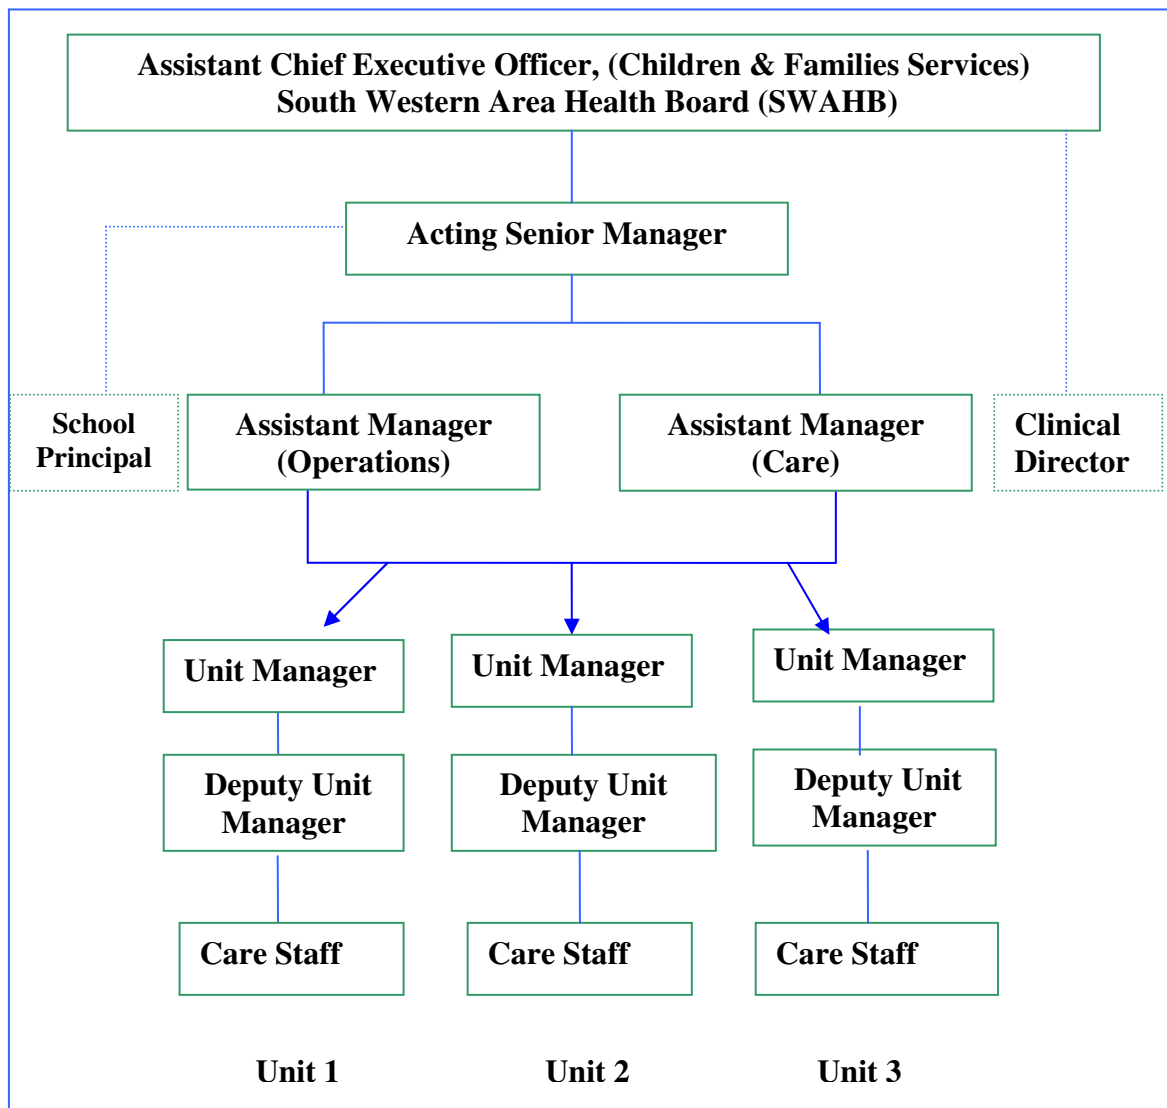 Assistant Chief Executive Officer, (Children & Families Services)
South Western Area Health Board (SWAHB)
Acting Senior Manager
School
Principal
Assistant Manager
(Operations)
Assistant Manager
(Care)
Clinical
Director
Unit Manager
Unit Manager
Unit Manager
Deputy Unit
Manager
Deputy Unit
Manager
Deputy Unit
Manager
Care Staff
Care Staff
Care Staff
Unit 1
Unit 2
Unit 3